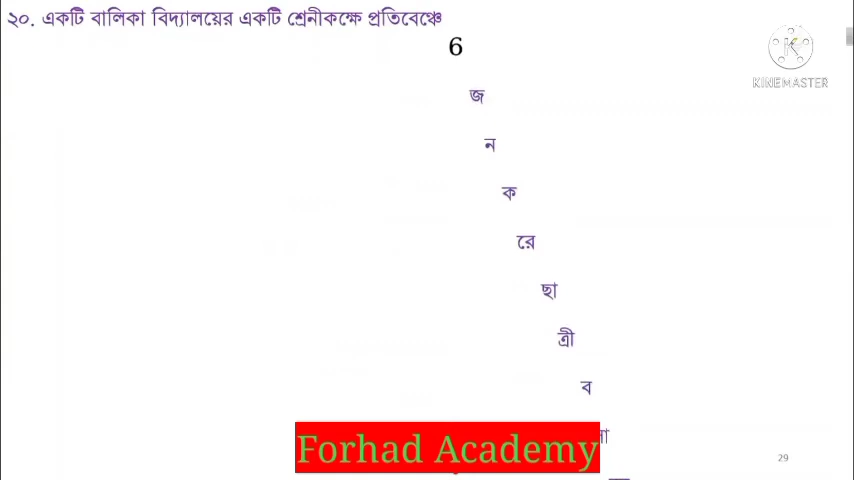 ২০. একটি বালিকা বিদ্যালয়ের একটি শ্রেনীকক্ষে প্রতিবেঞ্চে
6
KINEMASTER
জ
ন
ক
রে
ছা
ত্রী
ব
Forhad Academy
29